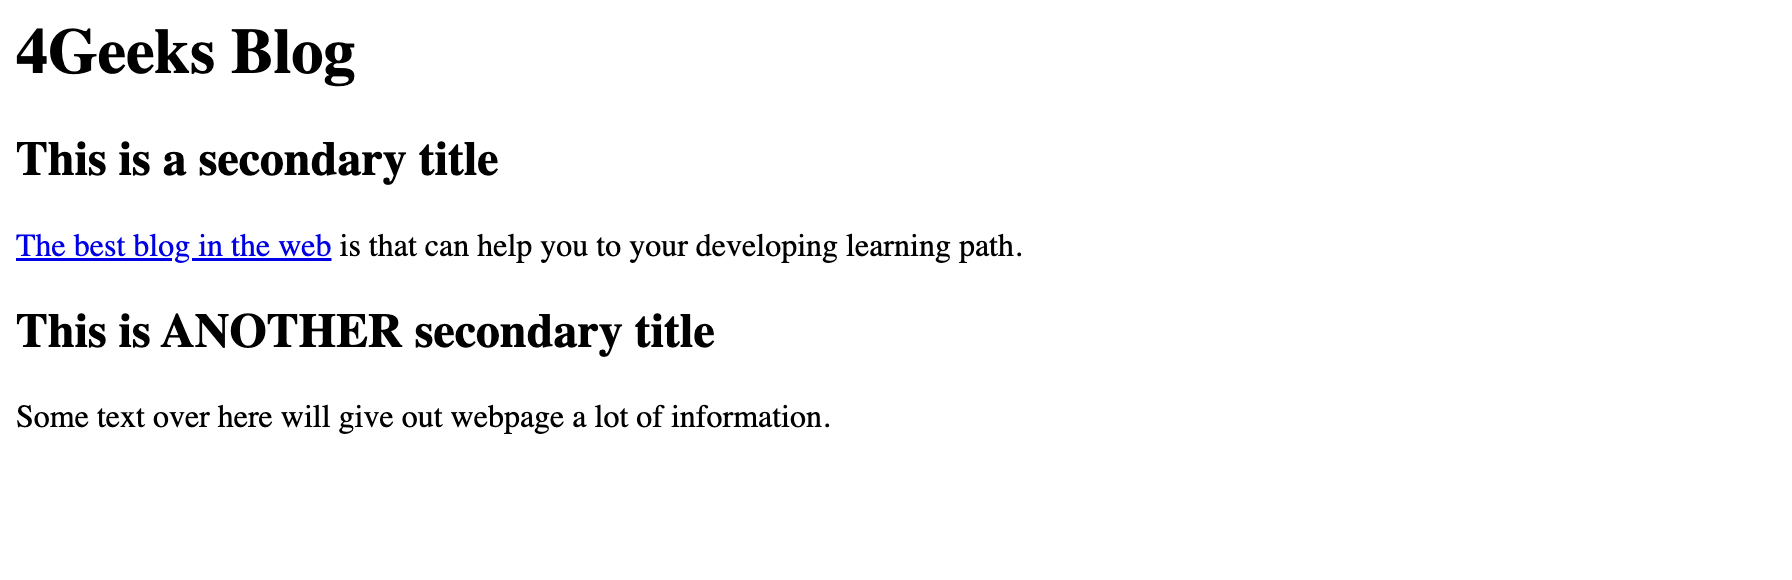 4Geeks Blog
This is a secondary title
The best blog in the web is that can help you to your developing learning path.
This is ANOTHER secondary title
Some text over here will give out webpage a lot of information.